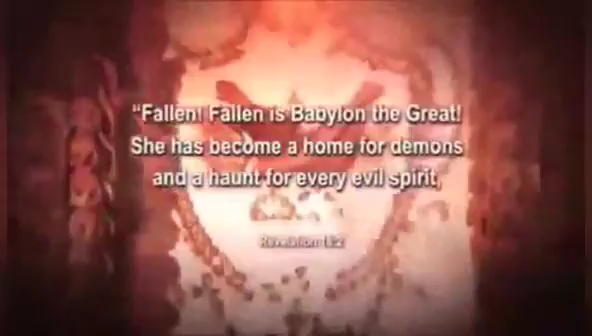 “Fallen! Fallen is Babylon the Great!
She has become a home for demons
and a haunt for every evil spirit,
Revelation 18:2